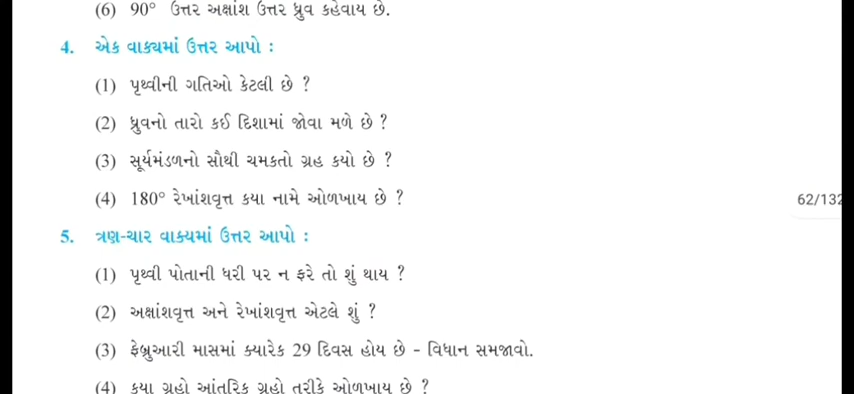 (6) 90° ઉત્તર અક્ષાંશ ઉત્તર ધ્રુવ કહેવાય છે.
4. એક વાક્યમાં ઉત્તર આપો :
(1) પૃથ્વીની ગતિઓ કેટલી છે ?
(2) ધ્રુવનો તારો કઈ દિશામાં જોવા મળે છે ?
(3) સૂર્યમંડળનો સૌથી ચમકતો ગ્રહ કયો છે ?
(4) 180° રેખાંશવૃત્ત કયા નામે ઓળખાય છે ?
62/132
5. ત્રણ-ચાર વાક્યમાં ઉત્તર આપો :
(1) પૃથ્વી પોતાની ધરી પર ન ફરે તો શું થાય ?
(2) અક્ષાંશવૃત્ત અને રેખાંશવૃત્ત એટલે શું ?
(3) ફેબ્રુઆરી માસમાં ક્યારેક 29 દિવસ હોય છે - વિધાન સમજાવો.
(4) કયા ગ્રહો આંતરિક ગ્રહો તરીકે ઓળખાય છે ?